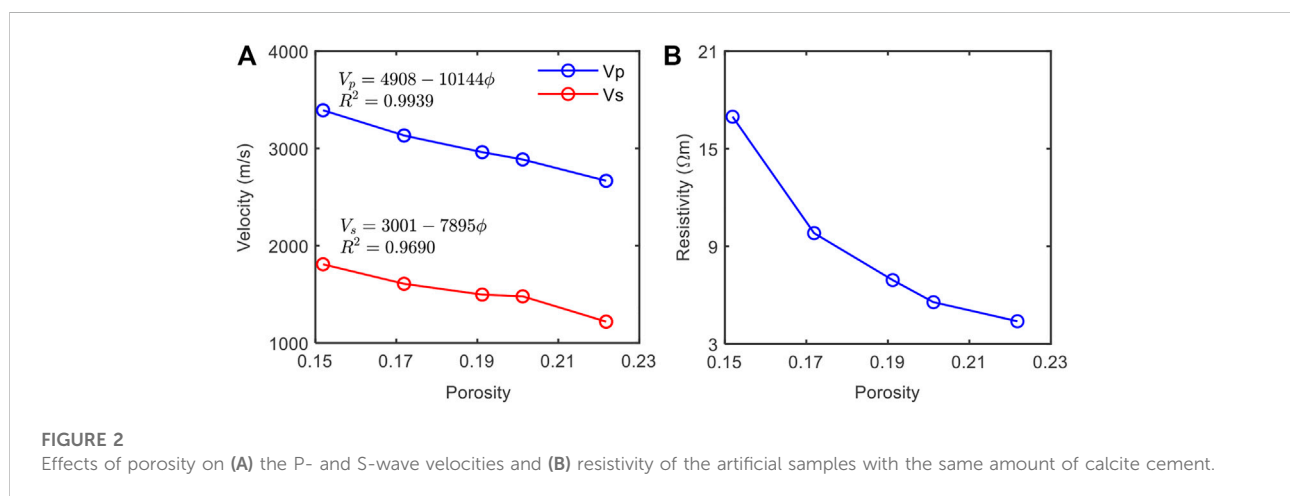 A
4000
3000
2000
1000
Velocity (m/s)
V_p = 4908 − 10144ϕ
R² = 0.9939
Vp
Vs
V_s = 3001 − 7895ϕ
R² = 0.9690
0.15 0.17 0.19 0.21 0.23
Porosity
B
21
15
9
3
Resistivity (Ωm)
0.15 0.17 0.19 0.21 0.23
Porosity
FIGURE 2
Effects of porosity on (A) the P- and S-wave velocities and (B) resistivity of the artificial samples with the same amount of calcite cement.